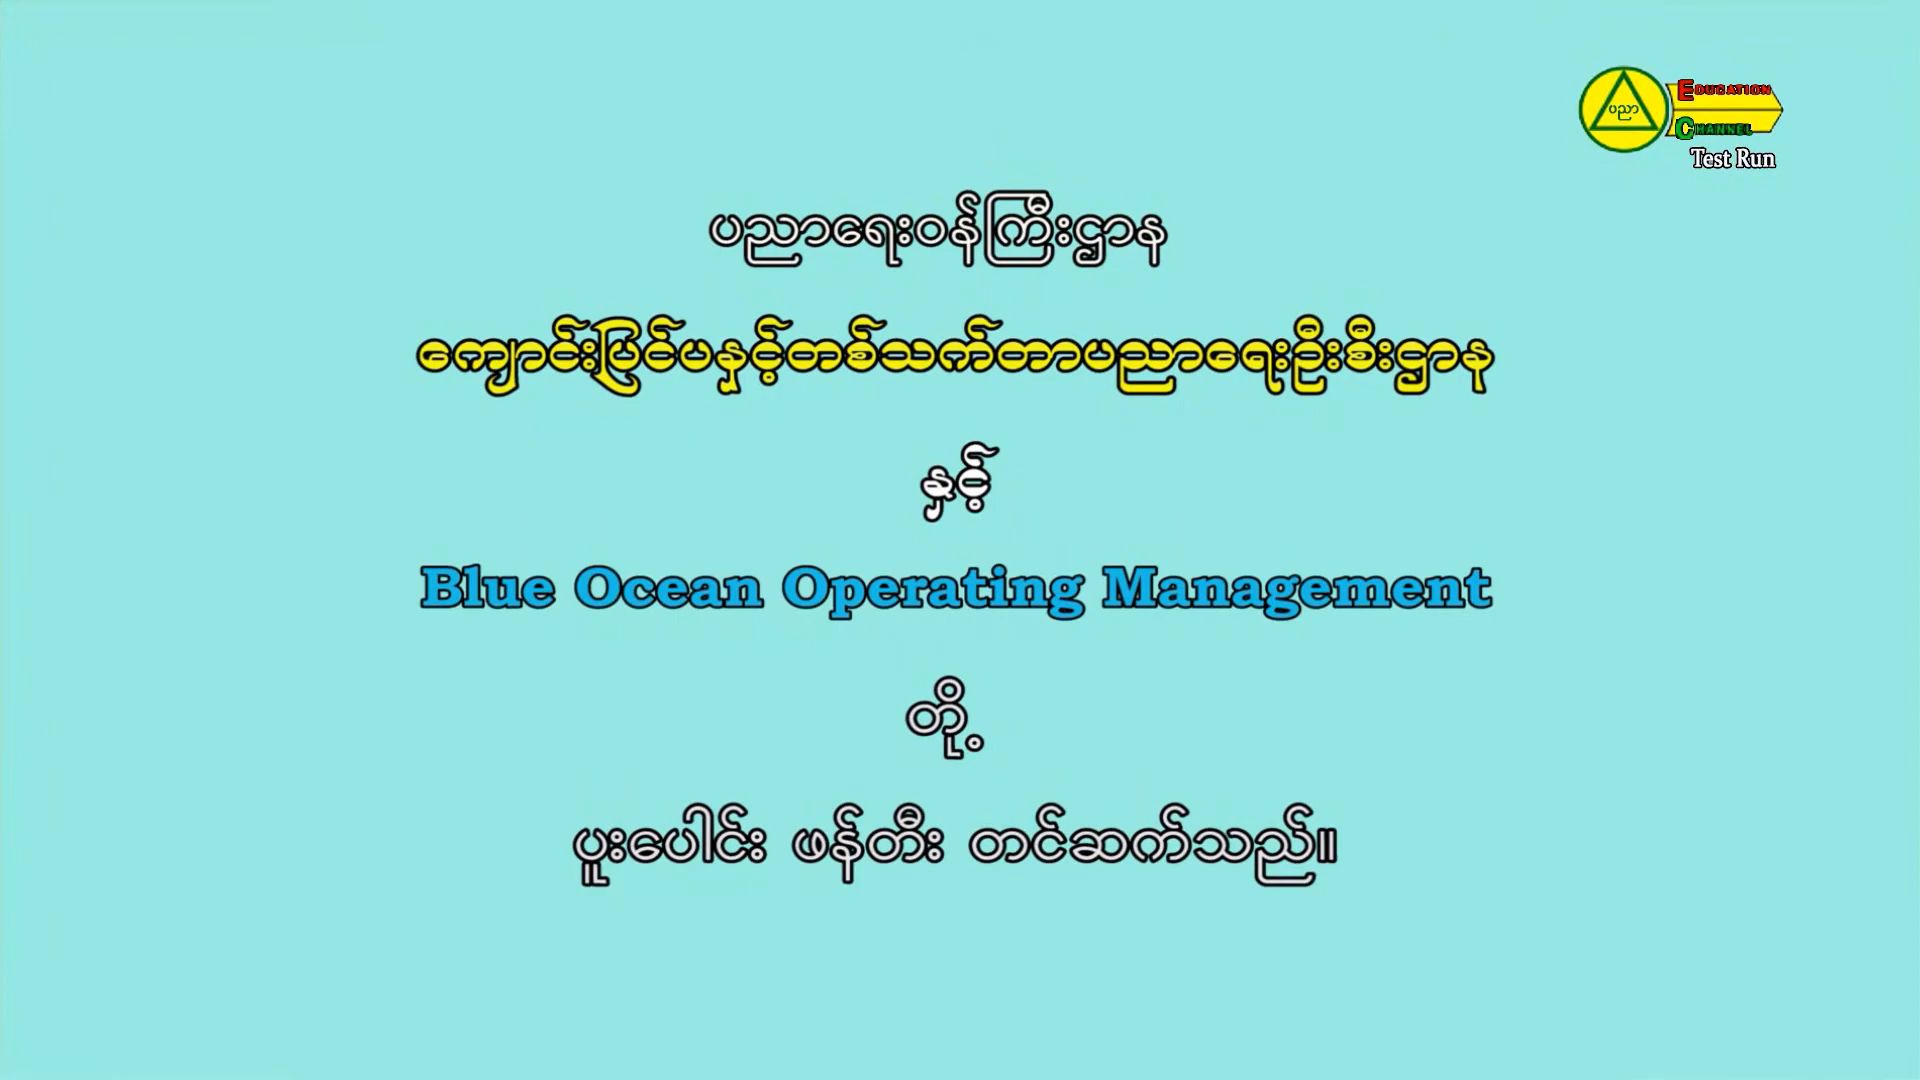 ပညာ
EDUCATION
CHANNEL
Test Run
ပညာရေးဝန်ကြီးဌာန
ကျောင်းပြင်ပနှင့်တစ်သက်တာပညာရေးဦးစီးဌာန
နှင့်
Blue Ocean Operating Management
တို့
ပူးပေါင်း ဖန်တီး တင်ဆက်သည်။